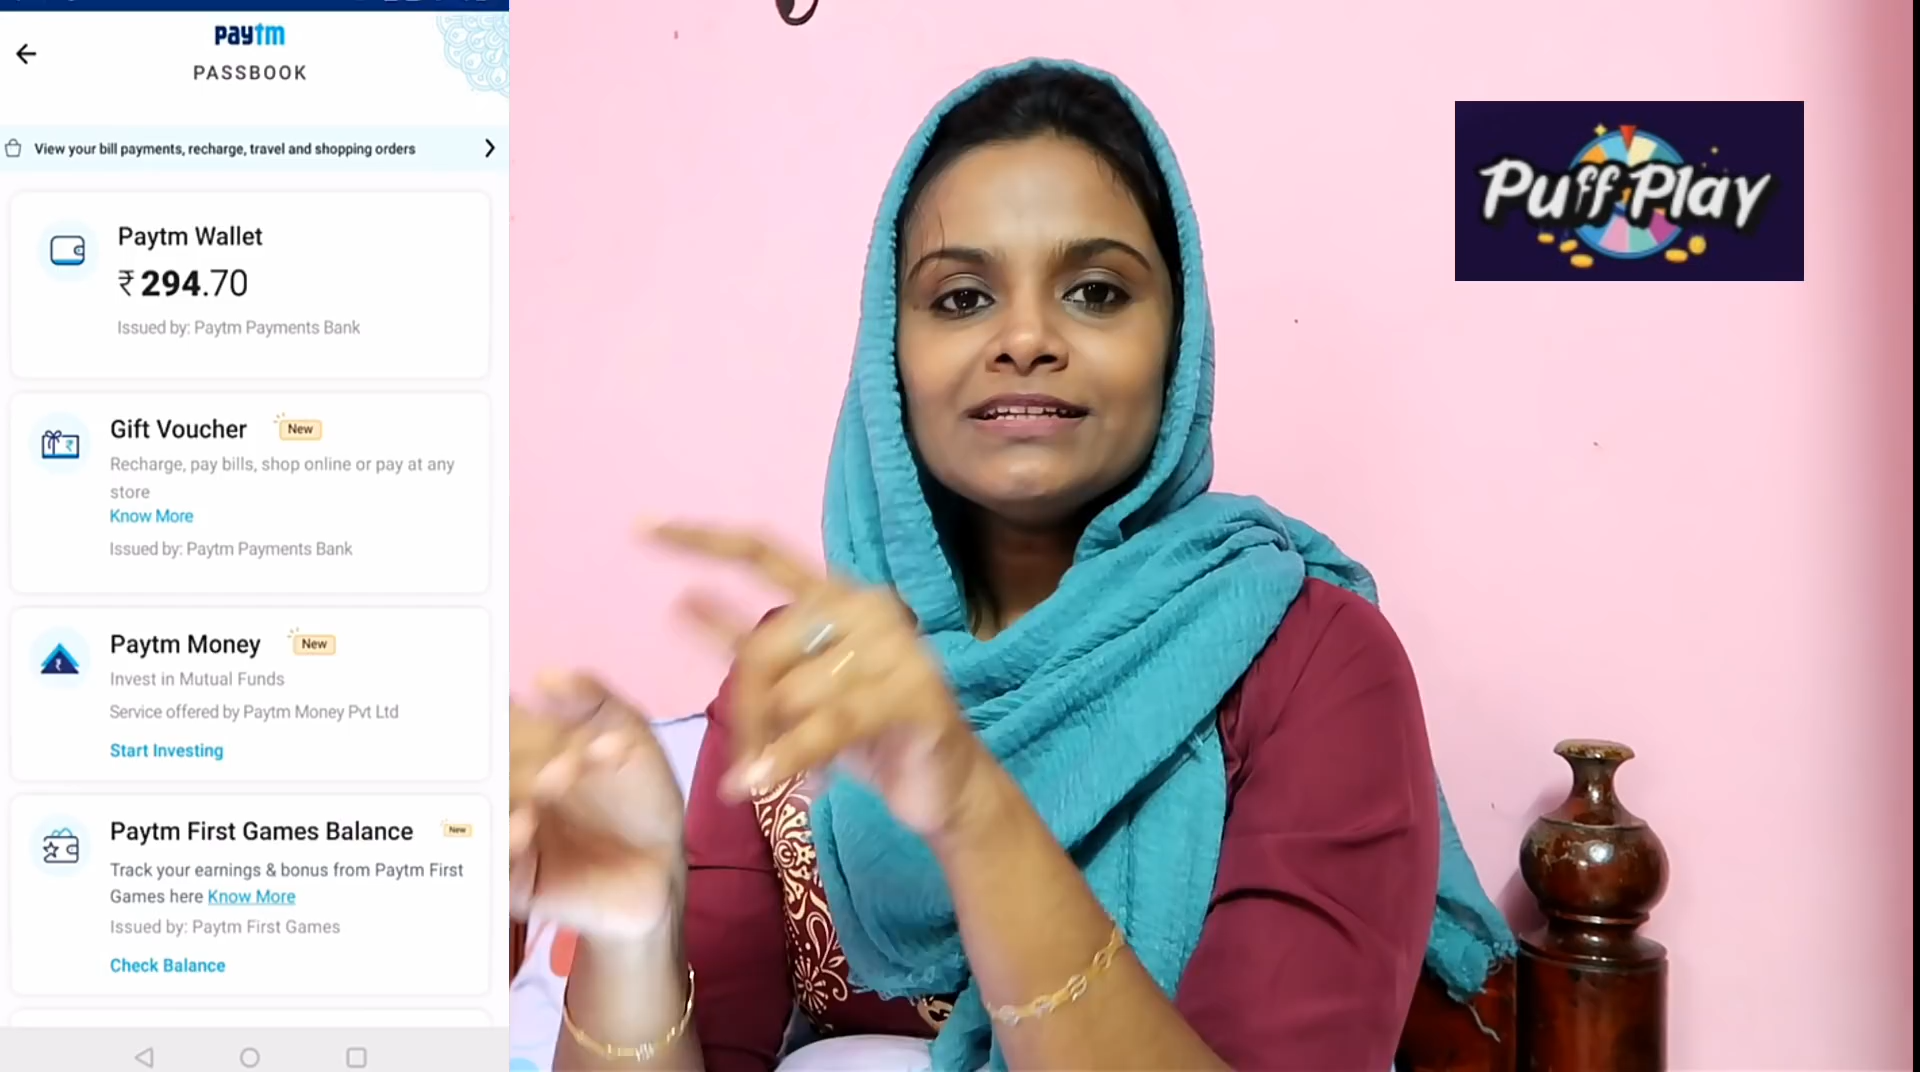 paytm
PASSBOOK
View your bill payments, recharge, travel and shopping orders
Paytm Wallet
₹ 294.70
Issued by: Paytm Payments Bank
Gift Voucher New
Recharge, pay bills, shop online or pay at any
store
Know More
Issued by: Paytm Payments Bank
Paytm Money New
Invest in Mutual Funds
Service offered by Paytm Money Pvt Ltd
Start Investing
Paytm First Games Balance New
Track your earnings & bonus from Paytm First
Games here Know More
Issued by: Paytm First Games
Check Balance
Puff Play